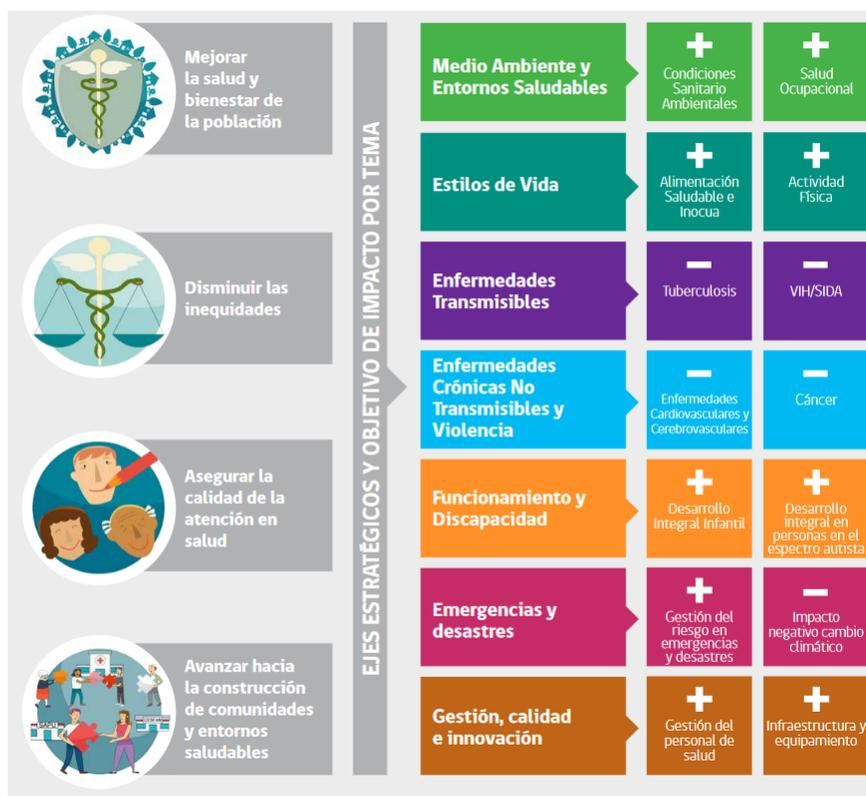 Mejorar
la salud y
bienestar de
la población
Disminuir las
inequidades
Asegurar la
calidad de la
atención en
salud
Avanzar hacia
la construcción
de comunidades
y entornos
saludables
EJES ESTRATÉGICOS Y OBJETIVO DE IMPACTO POR TEMA
Medio Ambiente y
Entornos Saludables
+
Condiciones
Sanitario
Ambientales
+
Salud
Ocupacional
Estilos de Vida
+
Alimentación
Saludable e
Inocua
+
Actividad
Física
Enfermedades
Transmisibles
−
Tuberculosis
−
VIH/SIDA
Enfermedades
Crónicas No
Transmisibles y
Violencia
−
Enfermedades
Cardiovasculares y
Cerebrovasculares
−
Cáncer
Funcionamiento y
Discapacidad
+
Desarrollo
Integral Infantil
+
Desarrollo
integral en
personas en el
espectro autista
Emergencias y
desastres
+
Gestión del
riesgo en
emergencias
y desastres
−
Impacto
negativo cambio
climático
Gestión, calidad
e innovación
+
Gestión del
personal de
salud
+
Infraestructura y
equipamiento